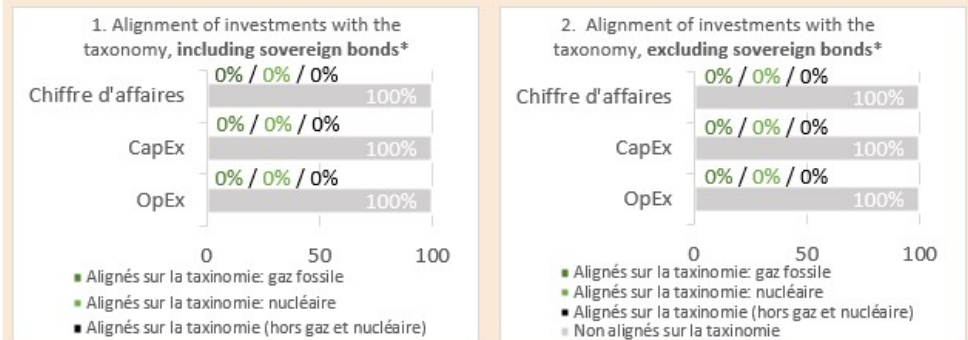 1. Alignment of investments with the
taxonomy, including sovereign bonds*
0% / 0% / 0%
Chiffre d'affaires
100%
0% / 0% / 0%
CapEx
100%
0% / 0% / 0%
OpEx
100%
0 50 100
Alignés sur la taxinomie: gaz fossile
Alignés sur la taxinomie: nucléaire
Alignés sur la taxinomie (hors gaz et nucléaire)
2. Alignment of investments with the
taxonomy, excluding sovereign bonds*
0% / 0% / 0%
Chiffre d'affaires
100%
0% / 0% / 0%
CapEx
100%
0% / 0% / 0%
OpEx
100%
0 50 100
Alignés sur la taxinomie: gaz fossile
Alignés sur la taxinomie: nucléaire
Alignés sur la taxinomie (hors gaz et nucléaire)
Non alignés sur la taxinomie